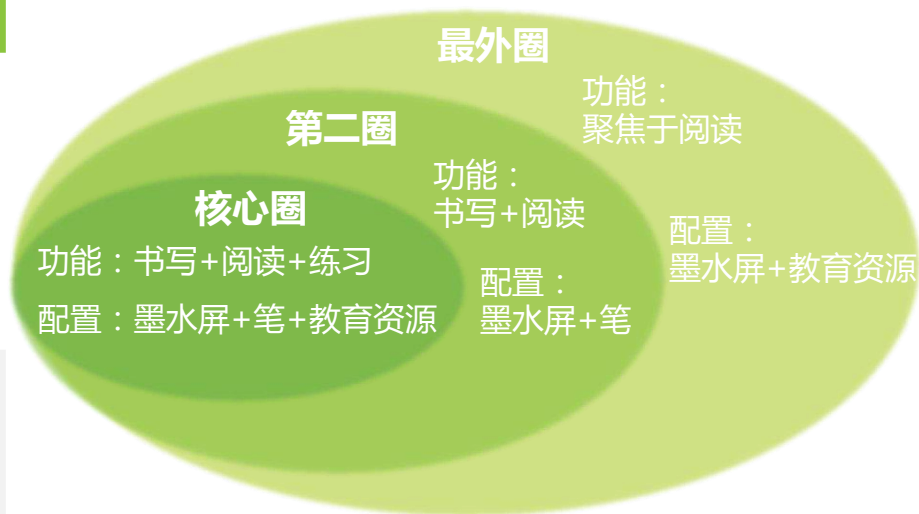 最外圈
功能：
聚焦于阅读
配置：
墨水屏+教育资源
第二圈
功能：
书写+阅读
配置：
墨水屏+笔
核心圈
功能：书写+阅读+练习
配置：墨水屏+笔+教育资源